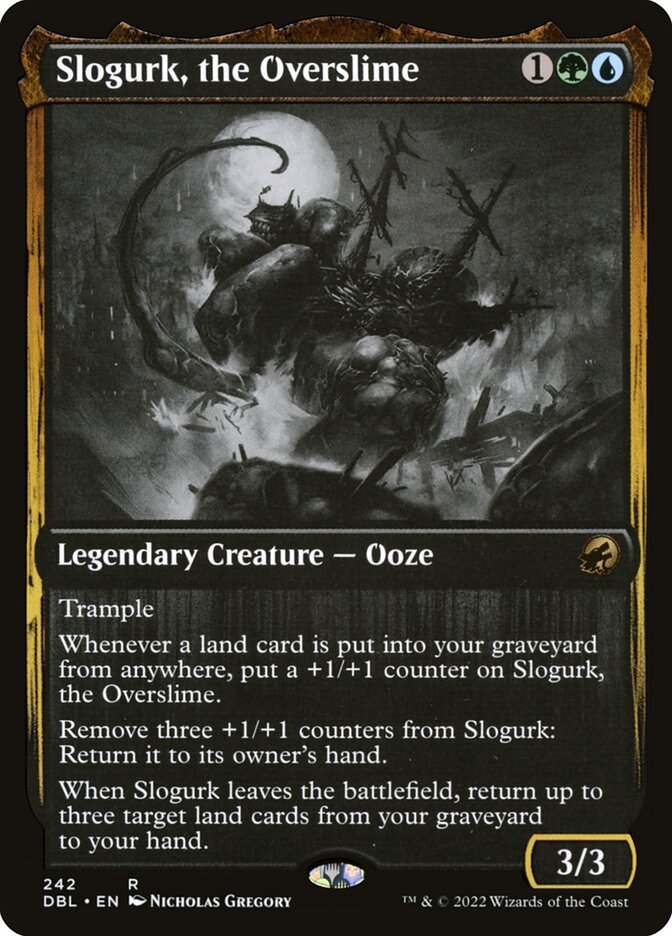 Slogurk, the Overslime 1
Legendary Creature — Ooze
Trample
Whenever a land card is put into your graveyard
from anywhere, put a +1/+1 counter on Slogurk,
the Overslime.
Remove three +1/+1 counters from Slogurk:
Return it to its owner's hand.
When Slogurk leaves the battlefield, return up to
three target land cards from your graveyard
to your hand.
3/3
242 R
DBL • EN Nicholas Gregory ™ & © 2022 Wizards of the Coast